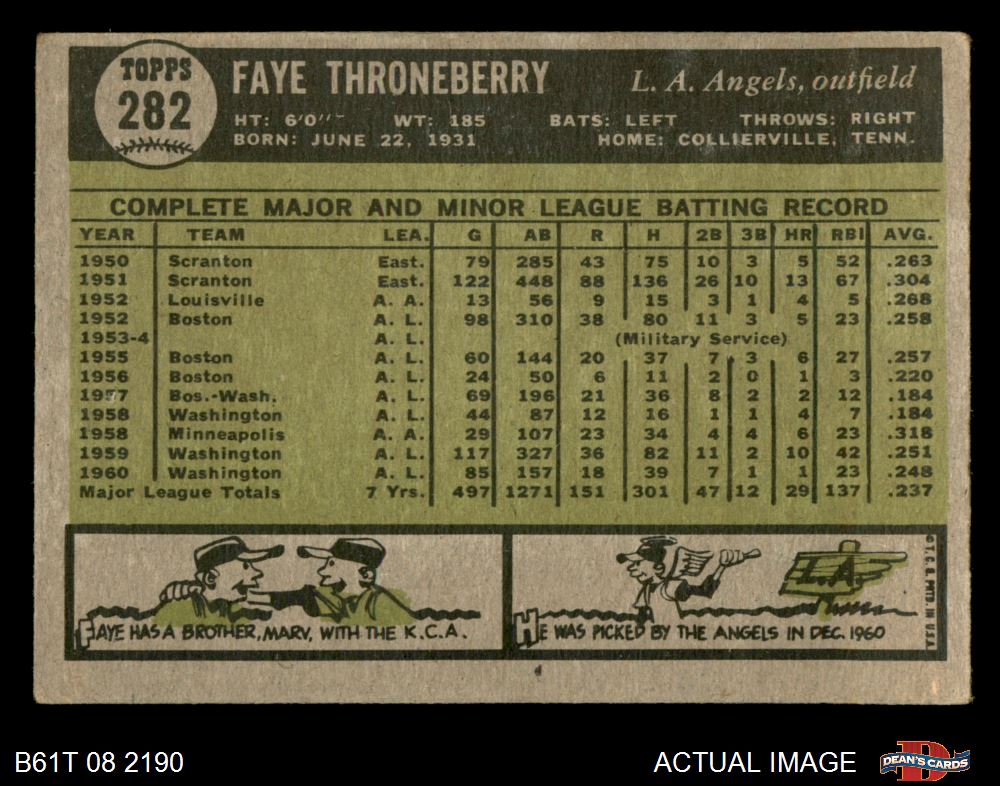 TOPPS
282
FAYE THRONEBERRY L. A. Angels, outfield
HT: 6'0" WT: 185 BATS: LEFT THROWS: RIGHT
BORN: JUNE 22, 1931 HOME: COLLIERVILLE, TENN.
COMPLETE MAJOR AND MINOR LEAGUE BATTING RECORD
YEAR TEAM LEA. G AB R H 2B 3B HR RBI AVG.
1950 Scranton East. 79 285 43 75 10 3 5 52 .263
1951 Scranton East. 122 448 88 136 26 10 13 67 .304
1952 Louisville A. A. 13 56 9 15 3 1 4 5 .268
1952 Boston A. L. 98 310 38 80 11 3 5 23 .258
1953-4 A. L. (Military Service)
1955 Boston A. L. 60 144 20 37 7 3 6 27 .257
1956 Boston A. L. 24 50 6 11 2 0 1 3 .220
1957 Bos.-Wash. A. L. 69 196 21 36 8 2 2 12 .184
1958 Washington A. L. 44 87 12 16 1 1 4 7 .184
1958 Minneapolis A. A. 29 107 23 34 4 4 6 23 .318
1959 Washington A. L. 117 327 36 82 11 2 10 42 .251
1960 Washington A. L. 85 157 18 39 7 1 1 23 .248
Major League Totals 7 Yrs. 497 1271 151 301 47 12 29 137 .237
FAYE HAS A BROTHER, MARV, WITH THE K.C.A.
L.A.
HE WAS PICKED BY THE ANGELS IN DEC. 1960
© T. C. G. PRTD. IN U.S.A.
B61T 08 2190 ACTUAL IMAGE
D
DEAN'S CARDS